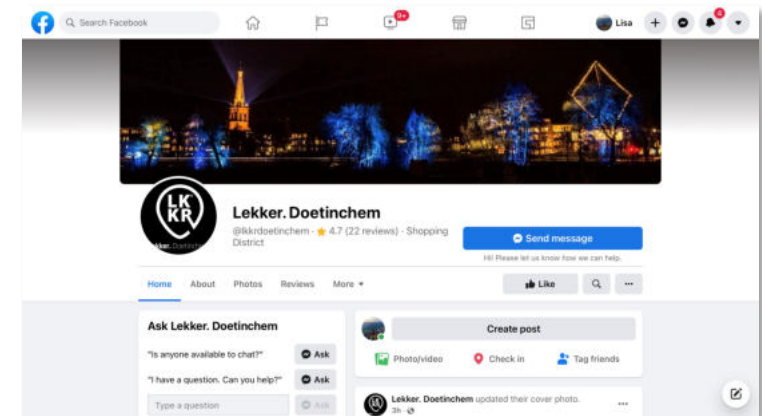 Search Facebook
9+
Lisa
4
LK
KR
Lekker. Doetinchem
@lkkrdoetinchem · 4.7 (22 reviews) · Shopping
District
Send message
Hi! Please let us know how we can help.
Home About Photos Reviews More
Like
Ask Lekker. Doetinchem
"Is anyone available to chat?" Ask
"I have a question. Can you help?" Ask
Type a question Ask
Create post
Photo/video Check in Tag friends
Lekker. Doetinchem updated their cover photo.
3h ·